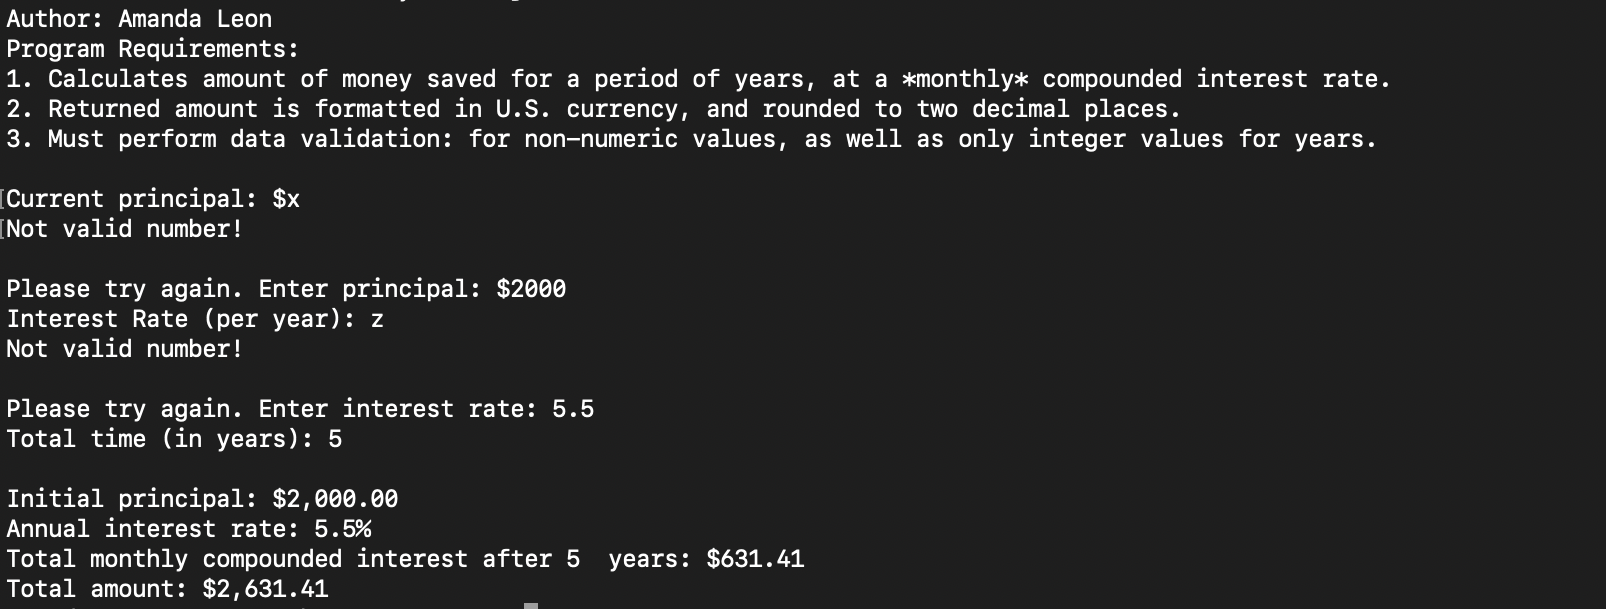 Author: Amanda Leon
Program Requirements:
1. Calculates amount of money saved for a period of years, at a *monthly* compounded interest rate.
2. Returned amount is formatted in U.S. currency, and rounded to two decimal places.
3. Must perform data validation: for non-numeric values, as well as only integer values for years.
Current principal: $x
Not valid number!
Please try again. Enter principal: $2000
Interest Rate (per year): z
Not valid number!
Please try again. Enter interest rate: 5.5
Total time (in years): 5
Initial principal: $2,000.00
Annual interest rate: 5.5%
Total monthly compounded interest after 5  years: $631.41
Total amount: $2,631.41